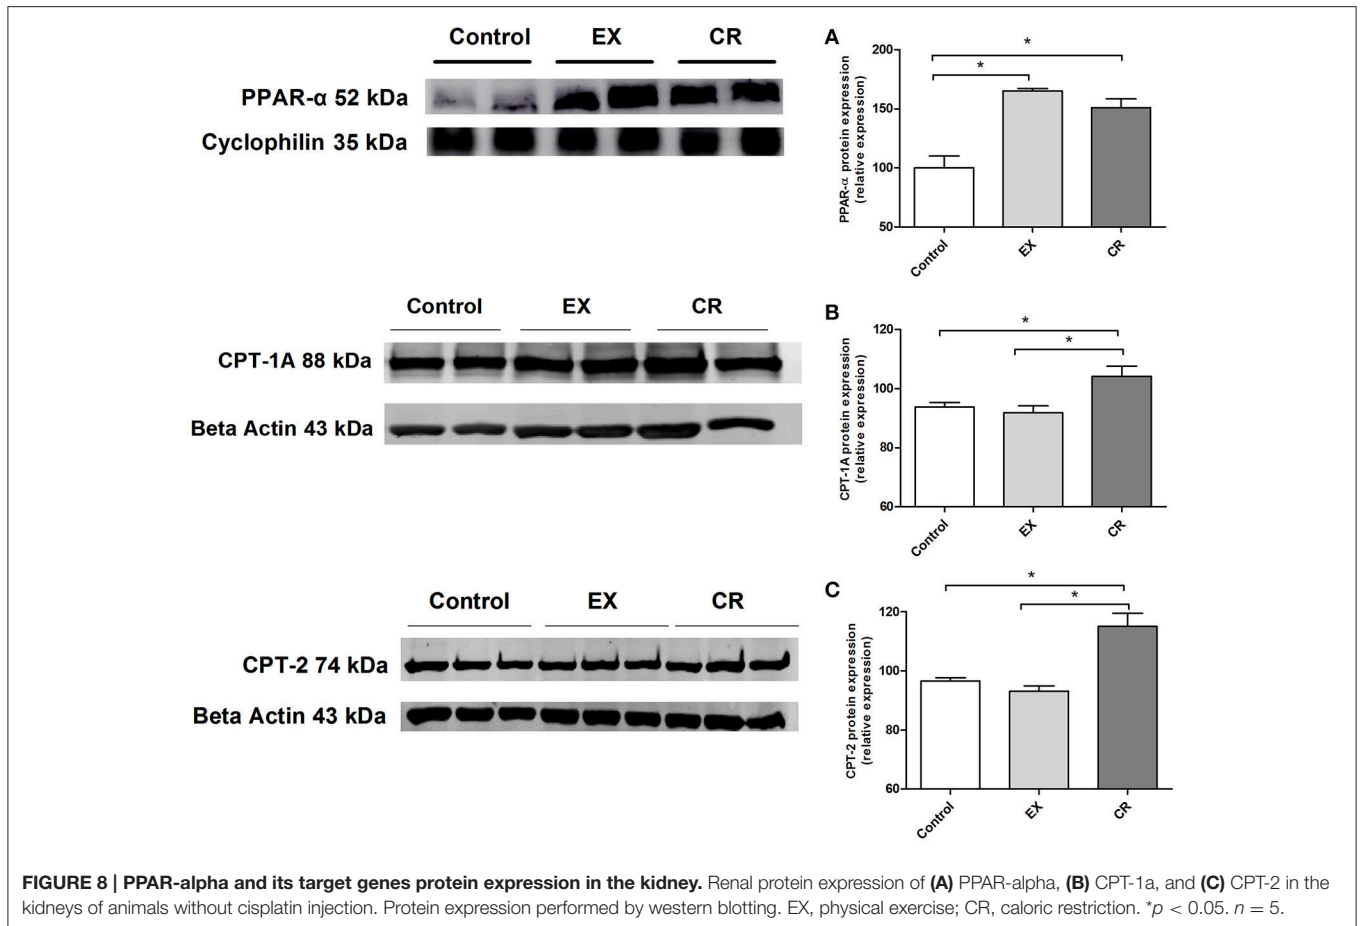 Control EX CR
PPAR-α 52 kDa
Cyclophilin 35 kDa
A
PPAR-α protein expression
(relative expression)
200
150
100
50
* *
Control EX CR
Control EX CR
CPT-1A 88 kDa
Beta Actin 43 kDa
B
CPT-1A protein expression
(relative expression)
120
100
80
60
* *
Control EX CR
Control EX CR
CPT-2 74 kDa
Beta Actin 43 kDa
C
CPT-2 protein expression
(relative expression)
120
100
80
60
* *
Control EX CR
FIGURE 8 | PPAR-alpha and its target genes protein expression in the kidney. Renal protein expression of (A) PPAR-alpha, (B) CPT-1a, and (C) CPT-2 in the
kidneys of animals without cisplatin injection. Protein expression performed by western blotting. EX, physical exercise; CR, caloric restriction. *p < 0.05. n = 5.